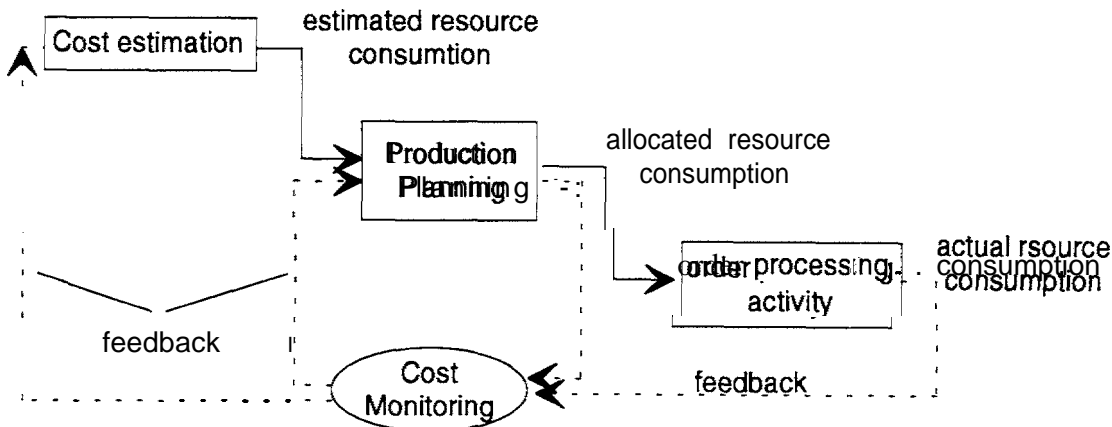 Cost estimation
estimated resource
consumtion
Production
Planning
allocated resource
consumption
order processing
activity
actual rsource
consumption
feedback
feedback
Cost
Monitoring